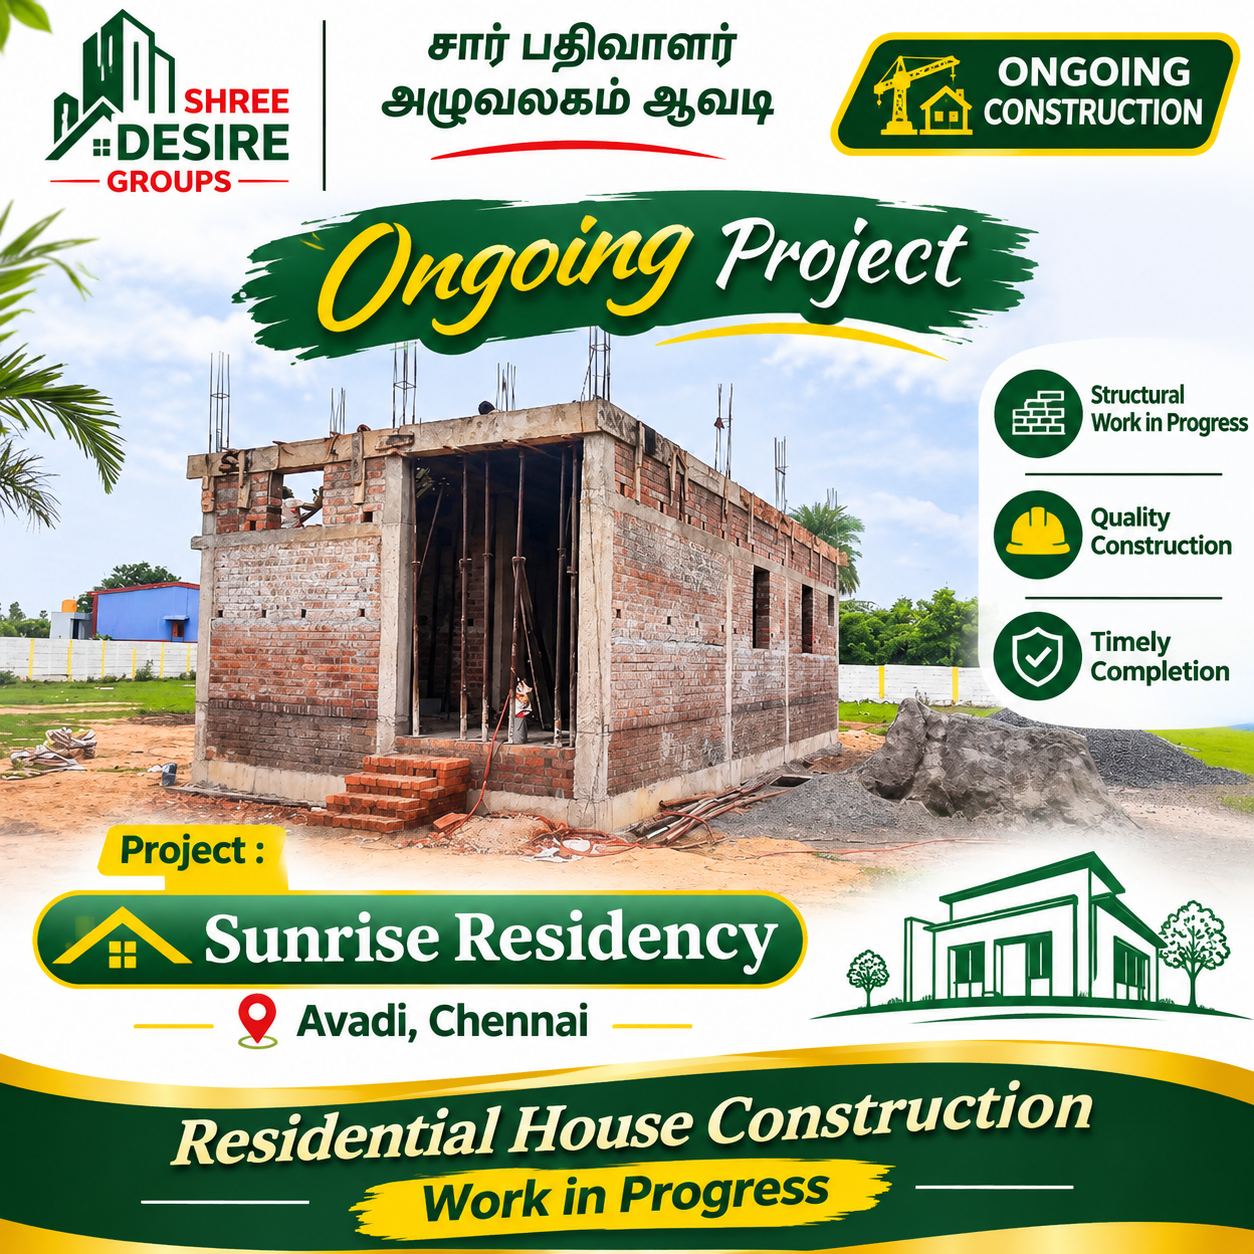 SHREE
DESIRE
GROUPS
சார் பதிவாளர்
அழுவலகம் ஆவடி
ONGOING
CONSTRUCTION
Ongoing Project
Structural
Work in Progress
Quality
Construction
Timely
Completion
Project :
Sunrise Residency
Avadi, Chennai
Residential House Construction
Work in Progress